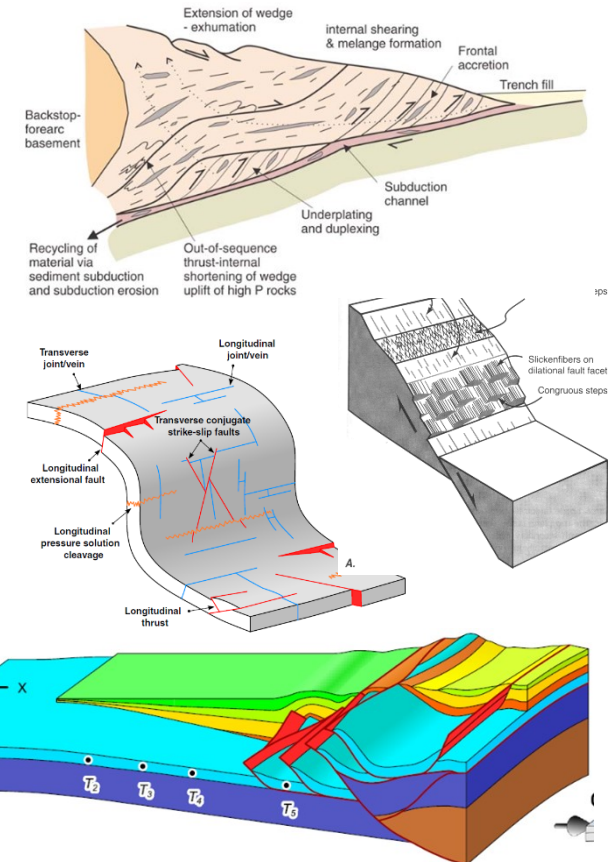 Extension of wedge
- exhumation
internal shearing
& melange formation
Frontal
accretion
Trench fill
Backstop-
forearc
basement
Subduction
channel
Underplating
and duplexing
Recycling of
material via
sediment subduction
and subduction erosion
Out-of-sequence
thrust-internal
shortening of wedge
uplift of high P rocks
eps
Slickenfibers on
dilational fault facet
Congruous steps
Transverse
joint/vein
Longitudinal
joint/vein
Transverse conjugate
strike-slip faults
Longitudinal
extensional fault
Longitudinal
pressure solution
cleavage
A.
Longitudinal
thrust
X
T2
T3
T4
T5